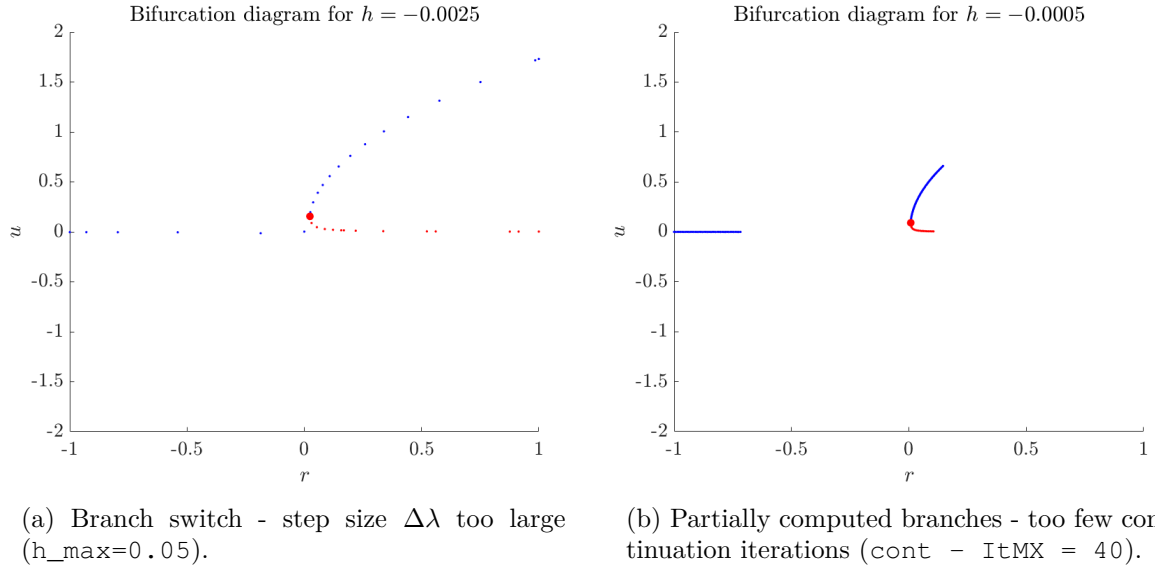 Bifurcation diagram for h = −0.0025
2
1.5
1
0.5
0
-0.5
-1
-1.5
-2
u
-1 -0.5 0 0.5 1
r
(a) Branch switch - step size Δλ too large
(h_max=0.05).
Bifurcation diagram for h = −0.0005
2
1.5
1
0.5
0
-0.5
-1
-1.5
-2
u
-1 -0.5 0 0.5 1
r
(b) Partially computed branches - too few con-
tinuation iterations (cont - ItMX = 40).